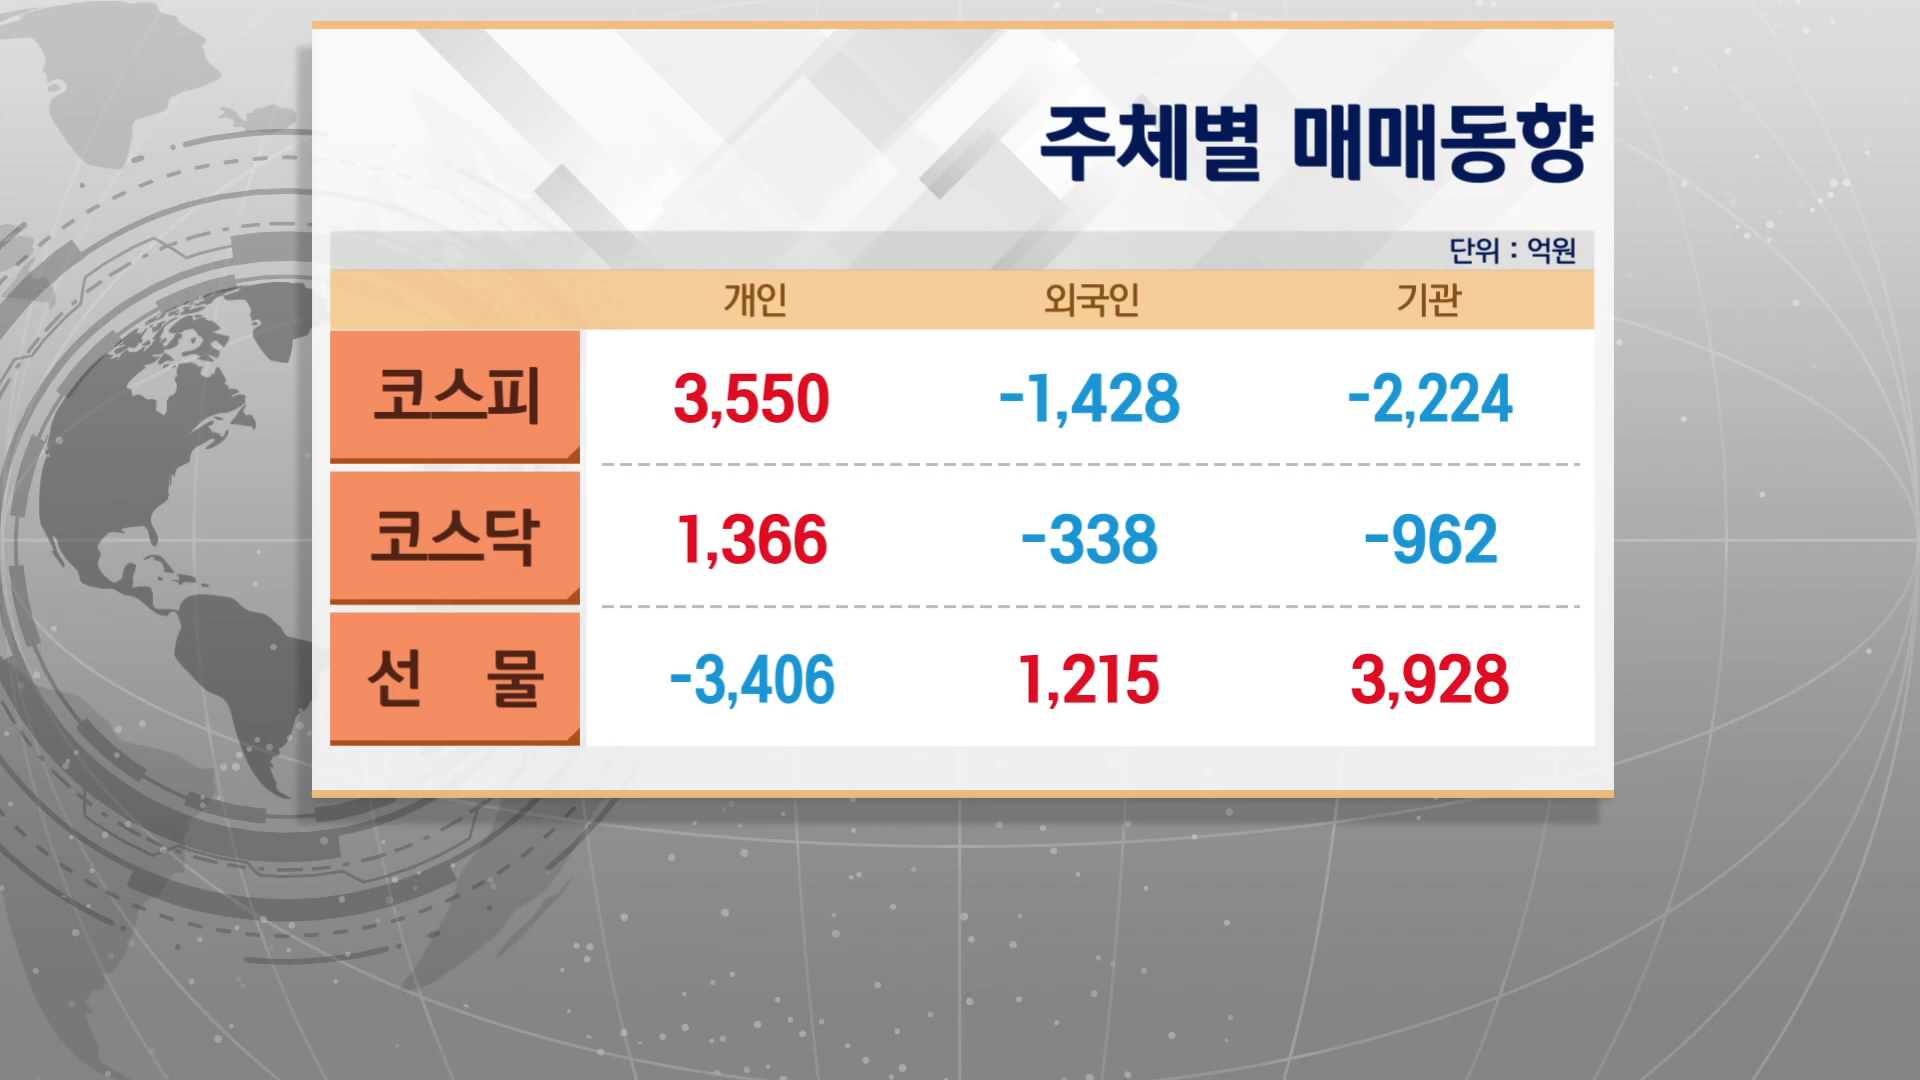 주체별 매매동향
단위 : 억원
개인 외국인 기관
코스피 3,550 -1,428 -2,224
코스닥 1,366 -338 -962
선 물 -3,406 1,215 3,928